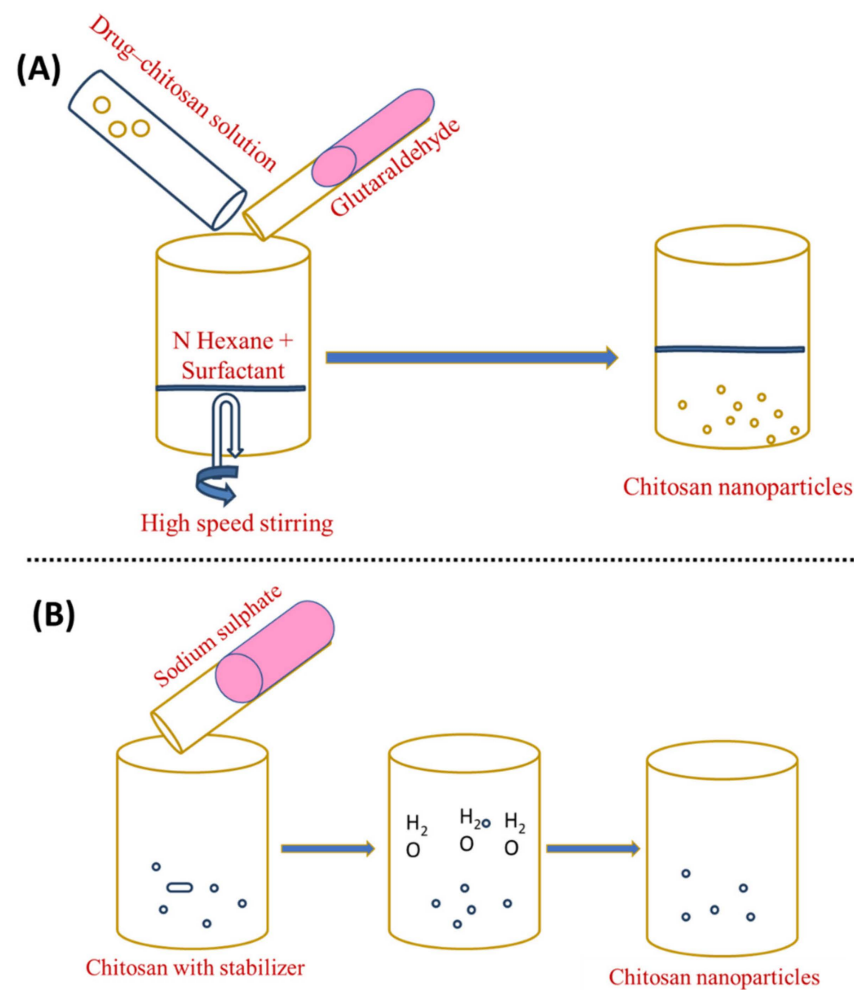 (A)
Drug–chitosan solution
Glutaraldehyde
N Hexane +
Surfactant
High speed stirring
Chitosan nanoparticles
(B)
Sodium sulphate
H₂
O
H₂
O
H₂
O
Chitosan with stabilizer
Chitosan nanoparticles